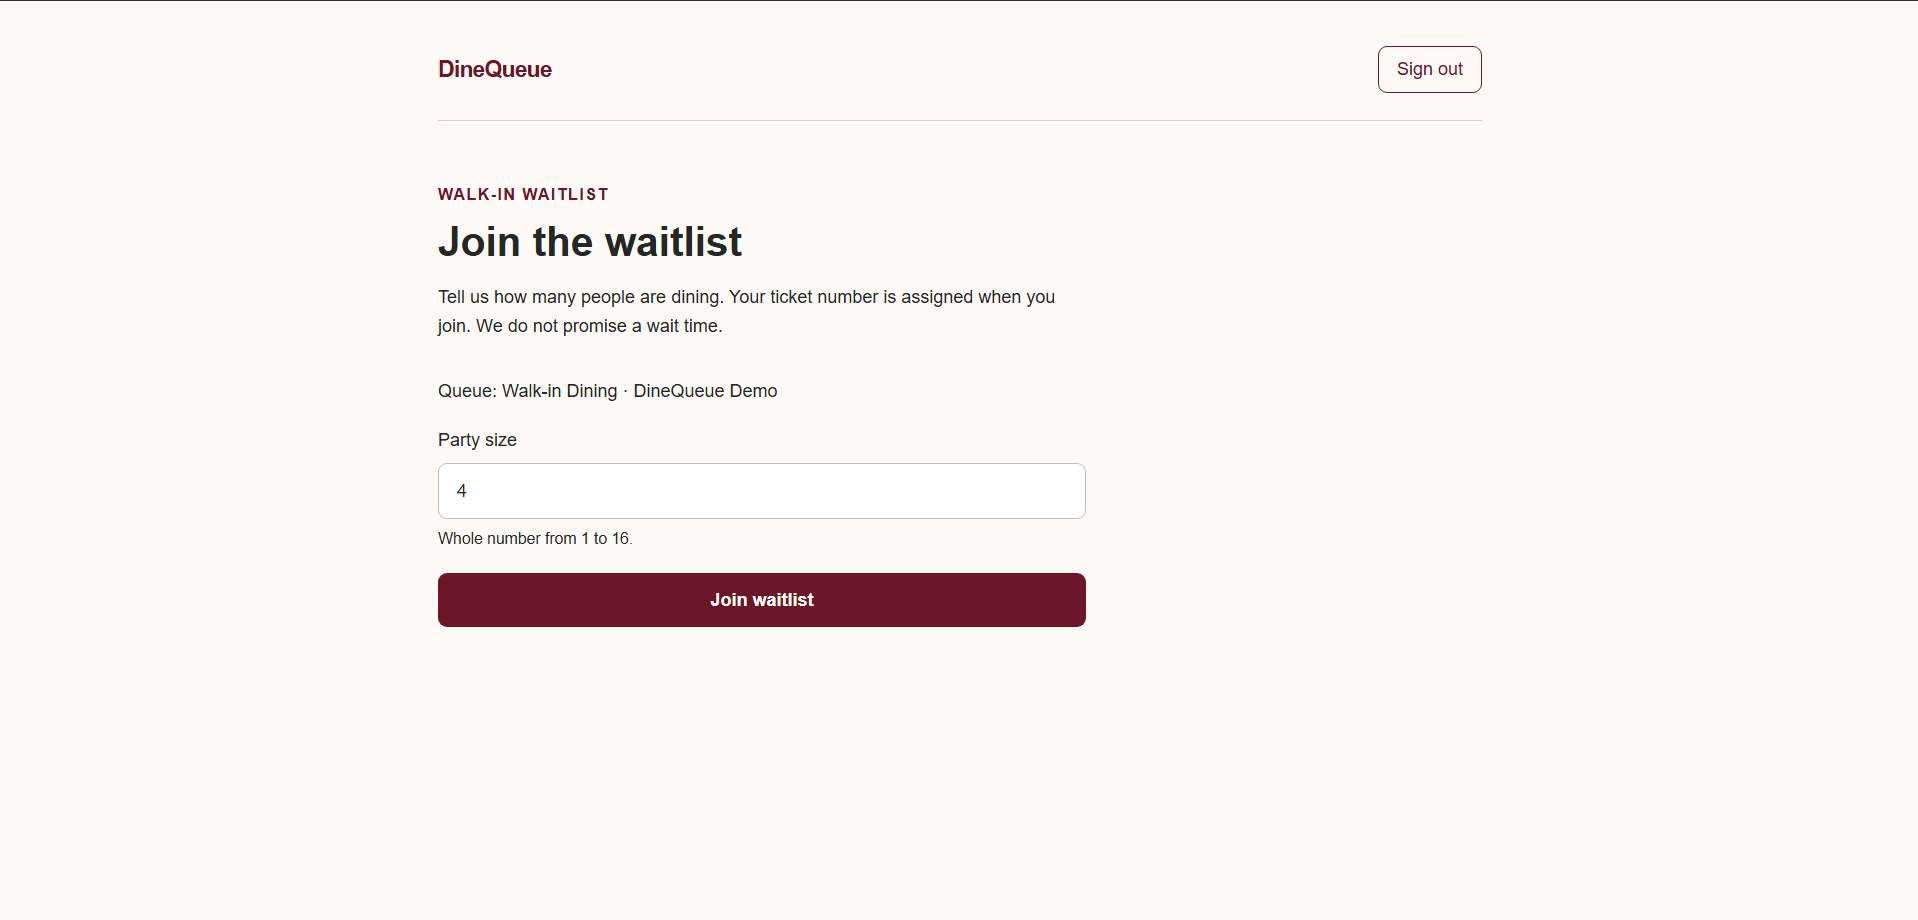 DineQueue
Sign out
WALK-IN WAITLIST
Join the waitlist
Tell us how many people are dining. Your ticket number is assigned when you
join. We do not promise a wait time.
Queue: Walk-in Dining · DineQueue Demo
Party size
4
Whole number from 1 to 16.
Join waitlist